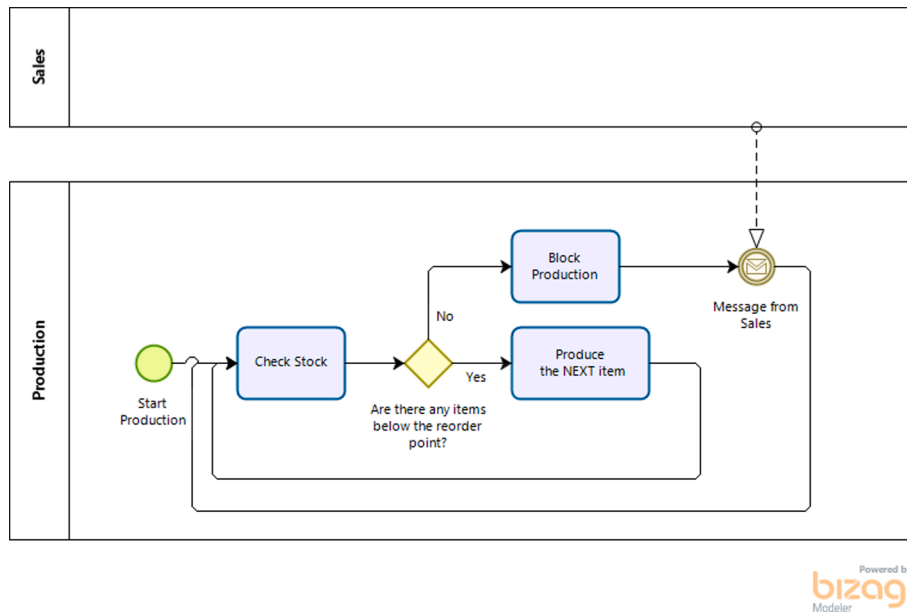 Sales
Production
Start
Production
Check Stock
Are there any items
below the reorder
point?
No
Yes
Block
Production
Produce
the NEXT item
Message from
Sales
Powered b
bizag
Modeler